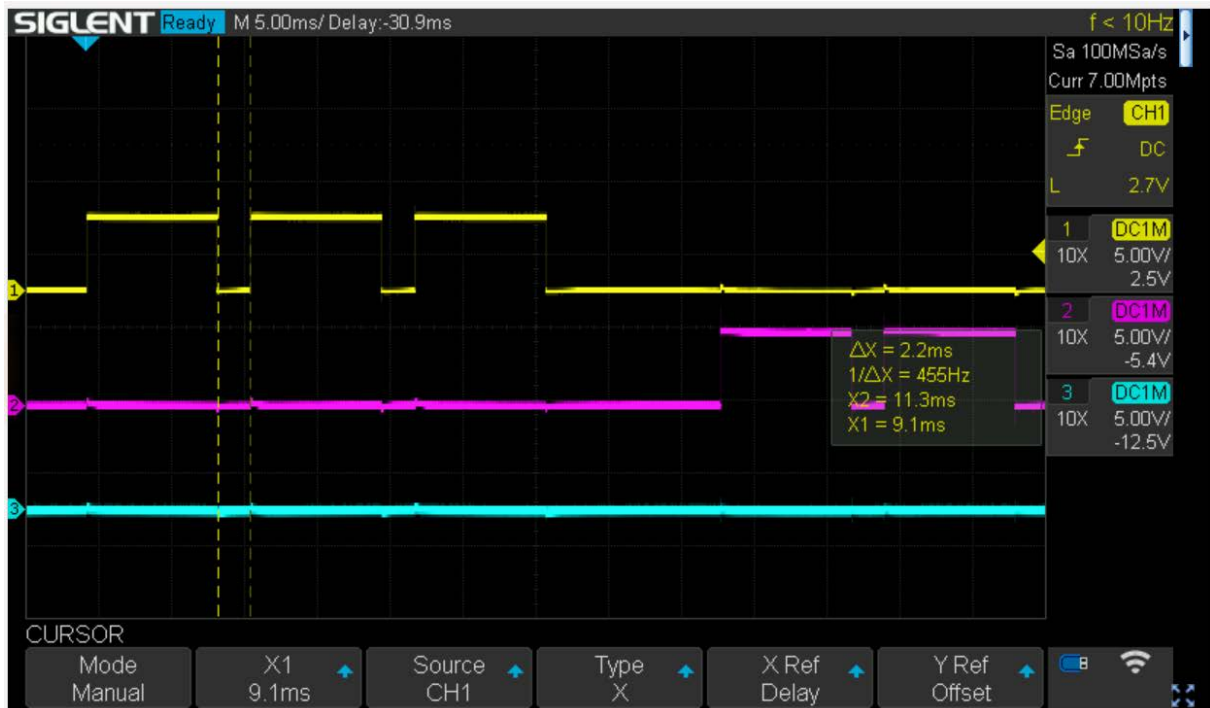 SIGLENT Ready M 5.00ms/ Delay:-30.9ms f < 10Hz
Sa 100MSa/s
Curr 7.00Mpts
Edge CH1
DC
L 2.7V
1 DC1M
10X 5.00V/
2.5V
2 DC1M
10X 5.00V/
-5.4V
3 DC1M
10X 5.00V/
-12.5V
1
2
3
ΔX = 2.2ms
1/ΔX = 455Hz
X2 = 11.3ms
X1 = 9.1ms
CURSOR
Mode
Manual
X1
9.1ms
Source
CH1
Type
X
X Ref
Delay
Y Ref
Offset